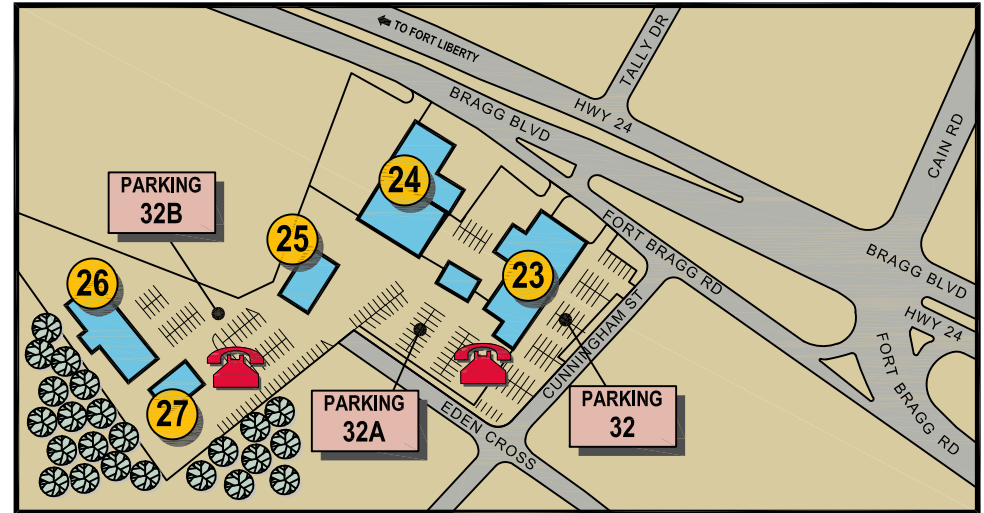 TO FORT LIBERTY
TALLY DR
HWY 24
BRAGG BLVD
CAIN RD
24
PARKING
32B
25
FORT BRAGG RD
23
BRAGG BLVD
26
HWY 24
CUNNINGHAM ST
FORT BRAGG RD
27
PARKING
32A
EDEN CROSS
PARKING
32